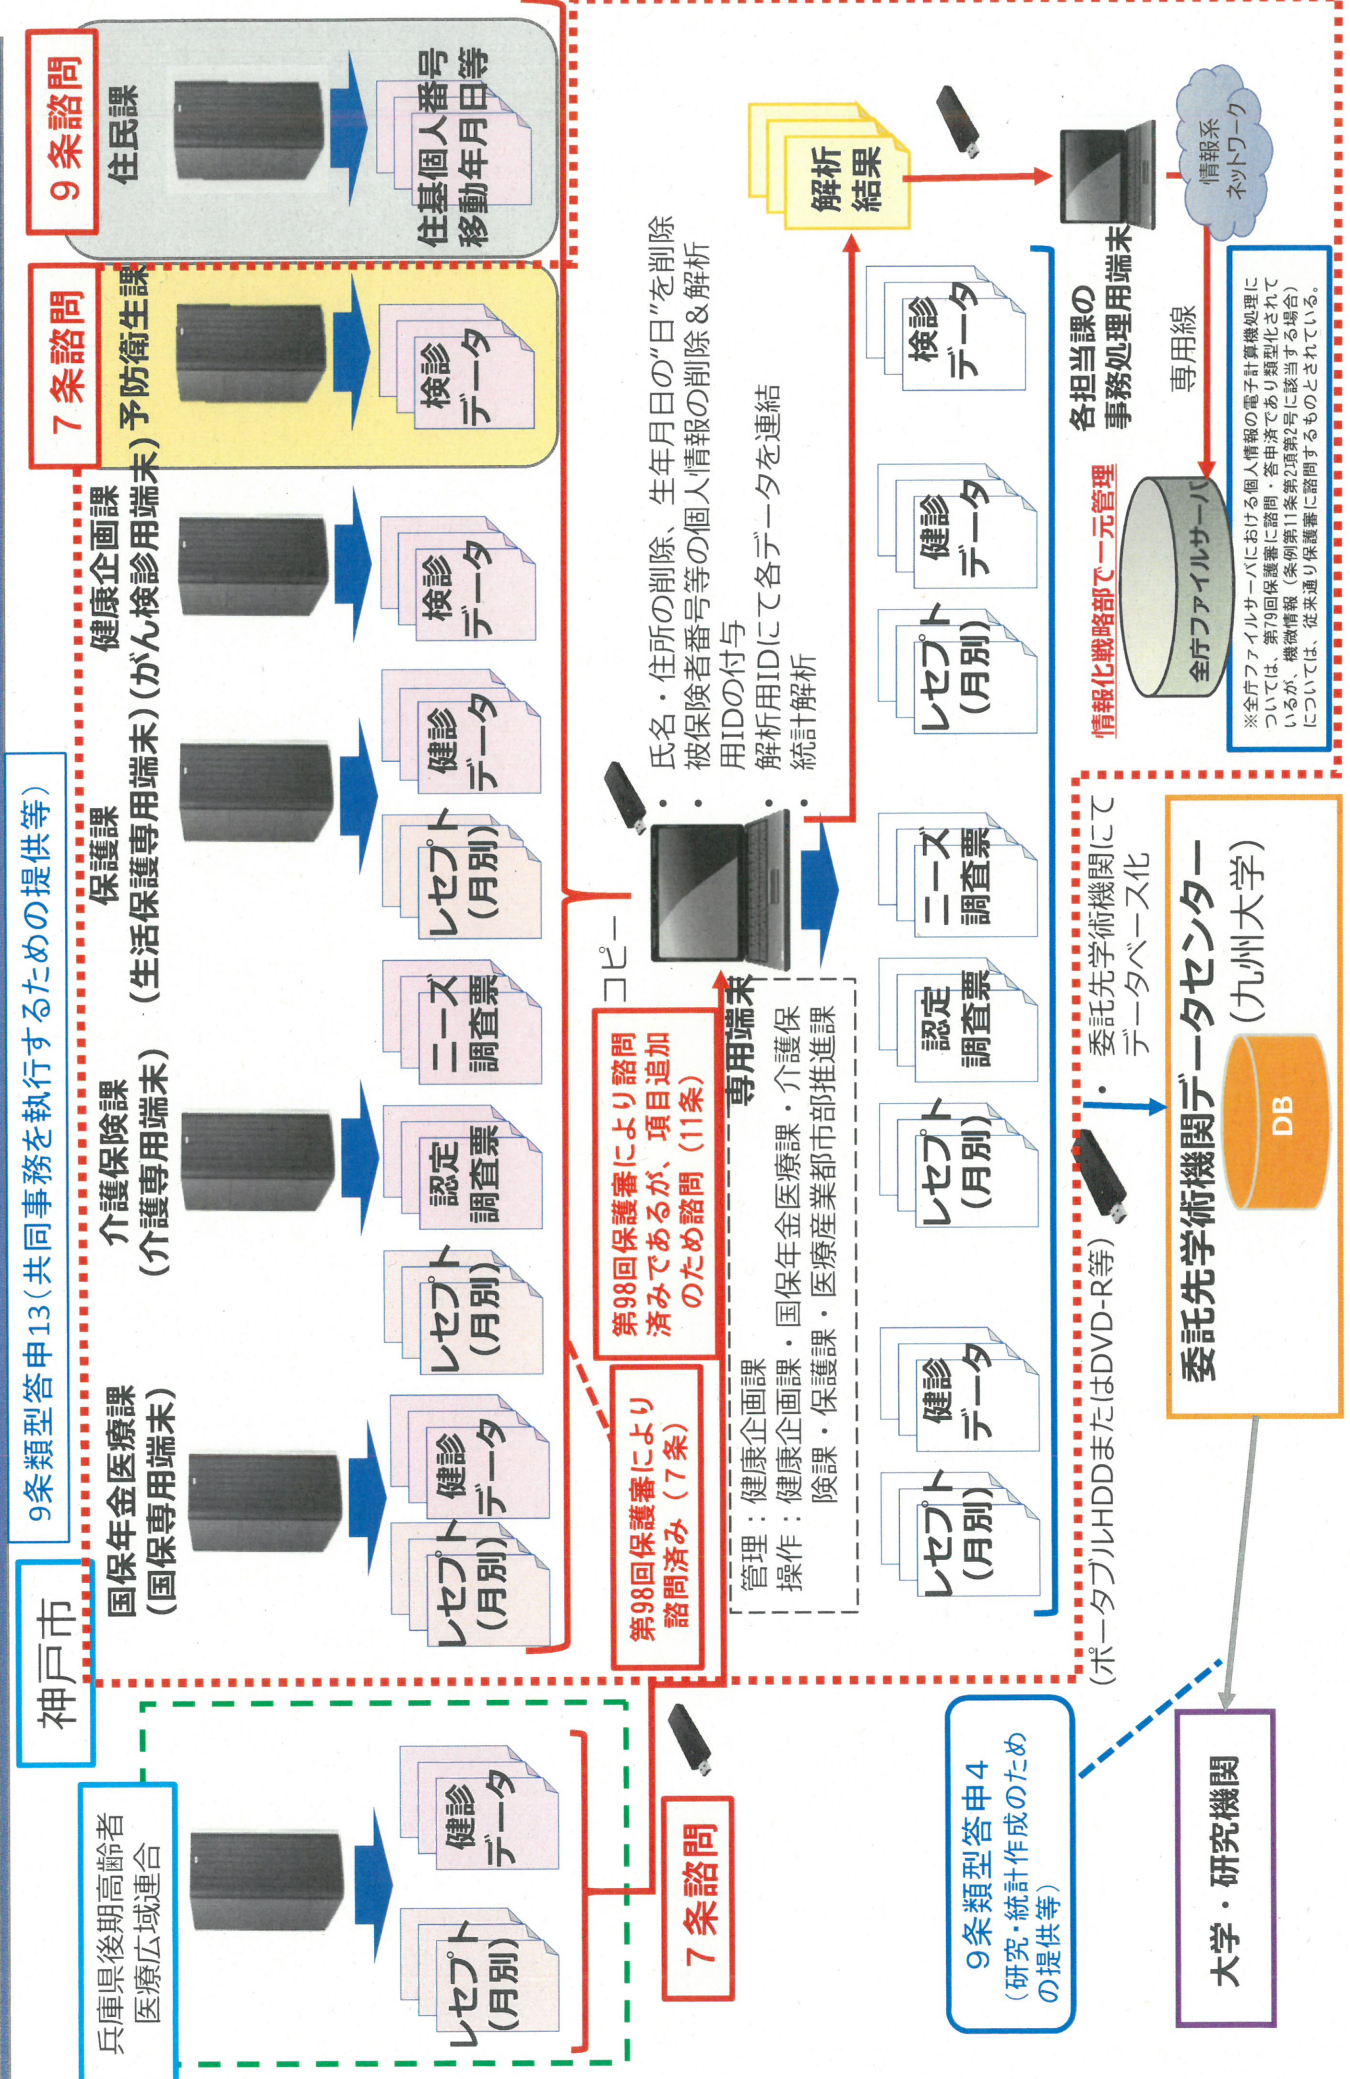 9条類型答申13（共同事務を執行するための提供等）
神戸市
兵庫県後期高齢者
医療広域連合
レセプト
（月別）
健診
データ
7条諮問
国保年金医療課
（国保専用端末）
レセプト
（月別）
健診
データ
介護保険課
（介護専用端末）
レセプト
（月別）
認定
調査票
ニーズ
調査票
保護課
（生活保護専用端末）
レセプト
（月別）
健診
データ
健康企画課
（がん検診用端末）
検診
データ
7条諮問
予防衛生課
検診
データ
9条諮問
住民課
住基個人番号
移動年月日等
第98回保護審により
諮問済み（7条）
第98回保護審により諮問
済みであるが、項目追加
のため諮問（11条）
コピー
専用端末
管理：健康企画課
操作：健康企画課・国保年金医療課・介護保
険課・保護課・医療産業都市部推進課
・氏名・住所の削除、生年月日の“日”を削除
・被保険者番号等の個人情報の削除＆解析
用IDの付与
・解析用IDにて各データを連結
・統計解析
解析
結果
レセプト
（月別）
健診
データ
レセプト
（月別）
認定
調査票
ニーズ
調査票
レセプト
（月別）
健診
データ
検診
データ
各担当課の
事務処理用端末
情報系
ネットワーク
専用線
情報化戦略部で一元管理
全庁ファイルサーバ
※全庁ファイルサーバにおける個人情報の電子計算機処理に
ついては、第79回保護審に諮問・答申済であり類型化されて
いるが、機微情報（条例第11条第2項第2号に該当する場合）
については、従来通り保護審に諮問するものとされている。
（ポータブルHDDまたはDVD-R等）
・委託先学術機関にて
データベース化
委託先学術機関データセンター
（九州大学）
DB
9条類型答申4
（研究・統計作成のため
の提供等）
大学・研究機関